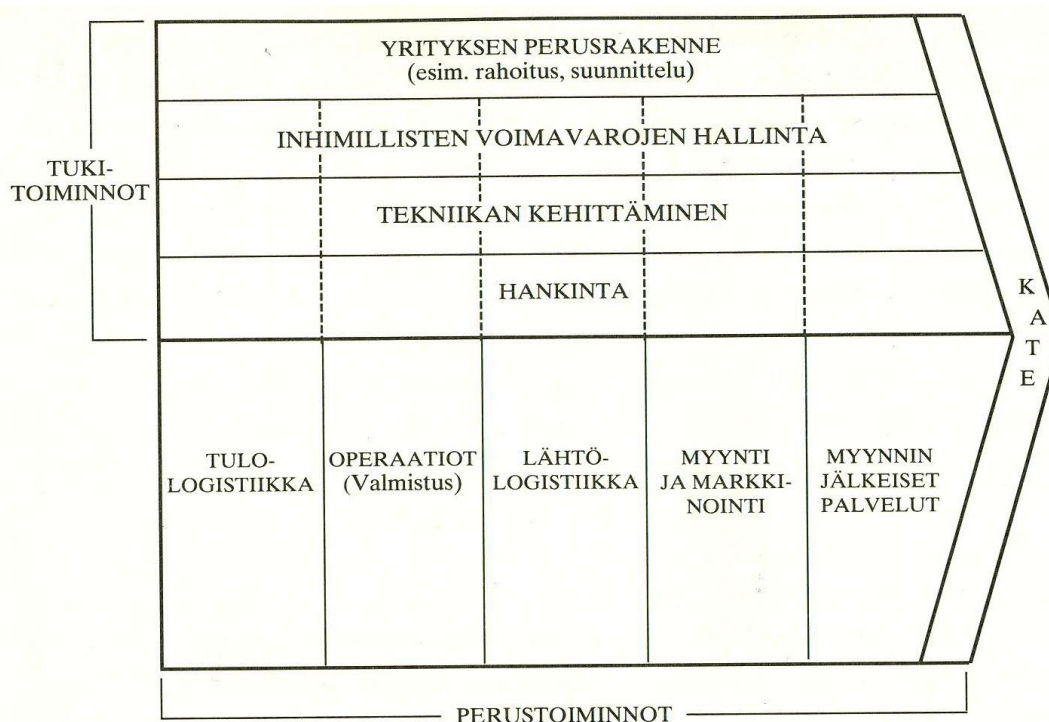 YRITYKSEN PERUSRAKENNE
(esim. rahoitus, suunnittelu)
INHIMILLISTEN VOIMAVAROJEN HALLINTA
TUKI-
TOIMINNOT
TEKNIIKAN KEHITTÄMINEN
HANKINTA
K
A
T
E
TULO-
LOGISTIIKKA
OPERAATIOT
(Valmistus)
LÄHTÖ-
LOGISTIIKKA
MYYNTI
JA MARKKI-
NOINTI
MYYNNIN
JÄLKEISET
PALVELUT
PERUSTOIMINNOT